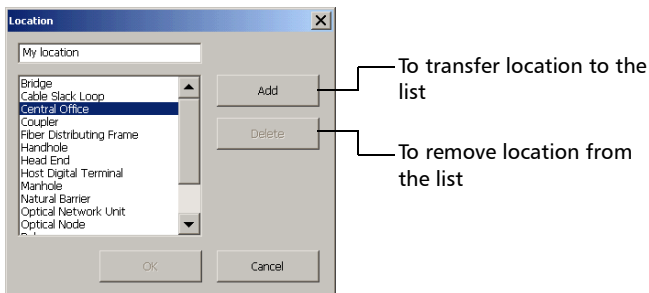 Location
My location
Bridge
Cable Slack Loop
Central Office
Coupler
Fiber Distributing Frame
Handhole
Head End
Host Digital Terminal
Manhole
Natural Barrier
Optical Network Unit
Optical Node
Add
Delete
OK
Cancel
To transfer location to the
list
To remove location from
the list